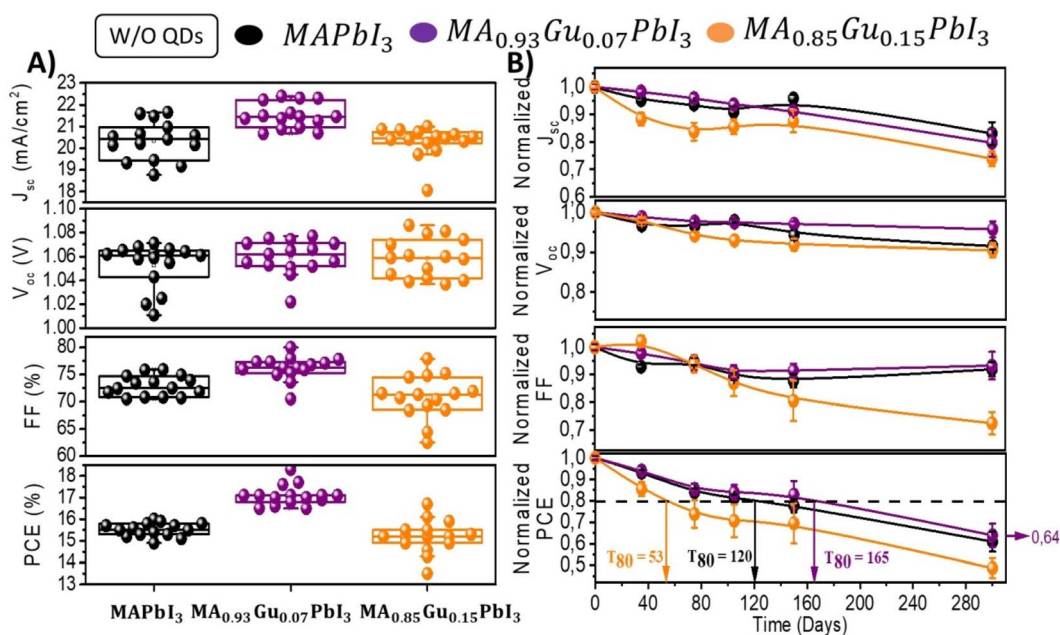 W/O QDs MAPbI₃ MA₀.₉₃Gu₀.₀₇PbI₃ MA₀.₈₅Gu₀.₁₅PbI₃
A)
J_sc (mA/cm²)
23
22
21
20
19
18
V_oc (V)
1.10
1.08
1.06
1.04
1.02
1.00
FF (%)
80
75
70
65
60
PCE (%)
18
17
16
15
14
13
MAPbI₃ MA₀.₉₃Gu₀.₀₇PbI₃ MA₀.₈₅Gu₀.₁₅PbI₃
B)
Normalized
J_sc
1,0
0,9
0,8
0,7
0,6
Normalized
V_oc
1,0
0,9
0,8
Normalized
FF
1,0
0,9
0,8
0,7
Normalized
PCE
1,0
0,9
0,8
0,7
0,6
0,5
T₈₀ = 53 T₈₀ = 120 T₈₀ = 165
0,64
0 40 80 120 160 200 240 280
Time (Days)